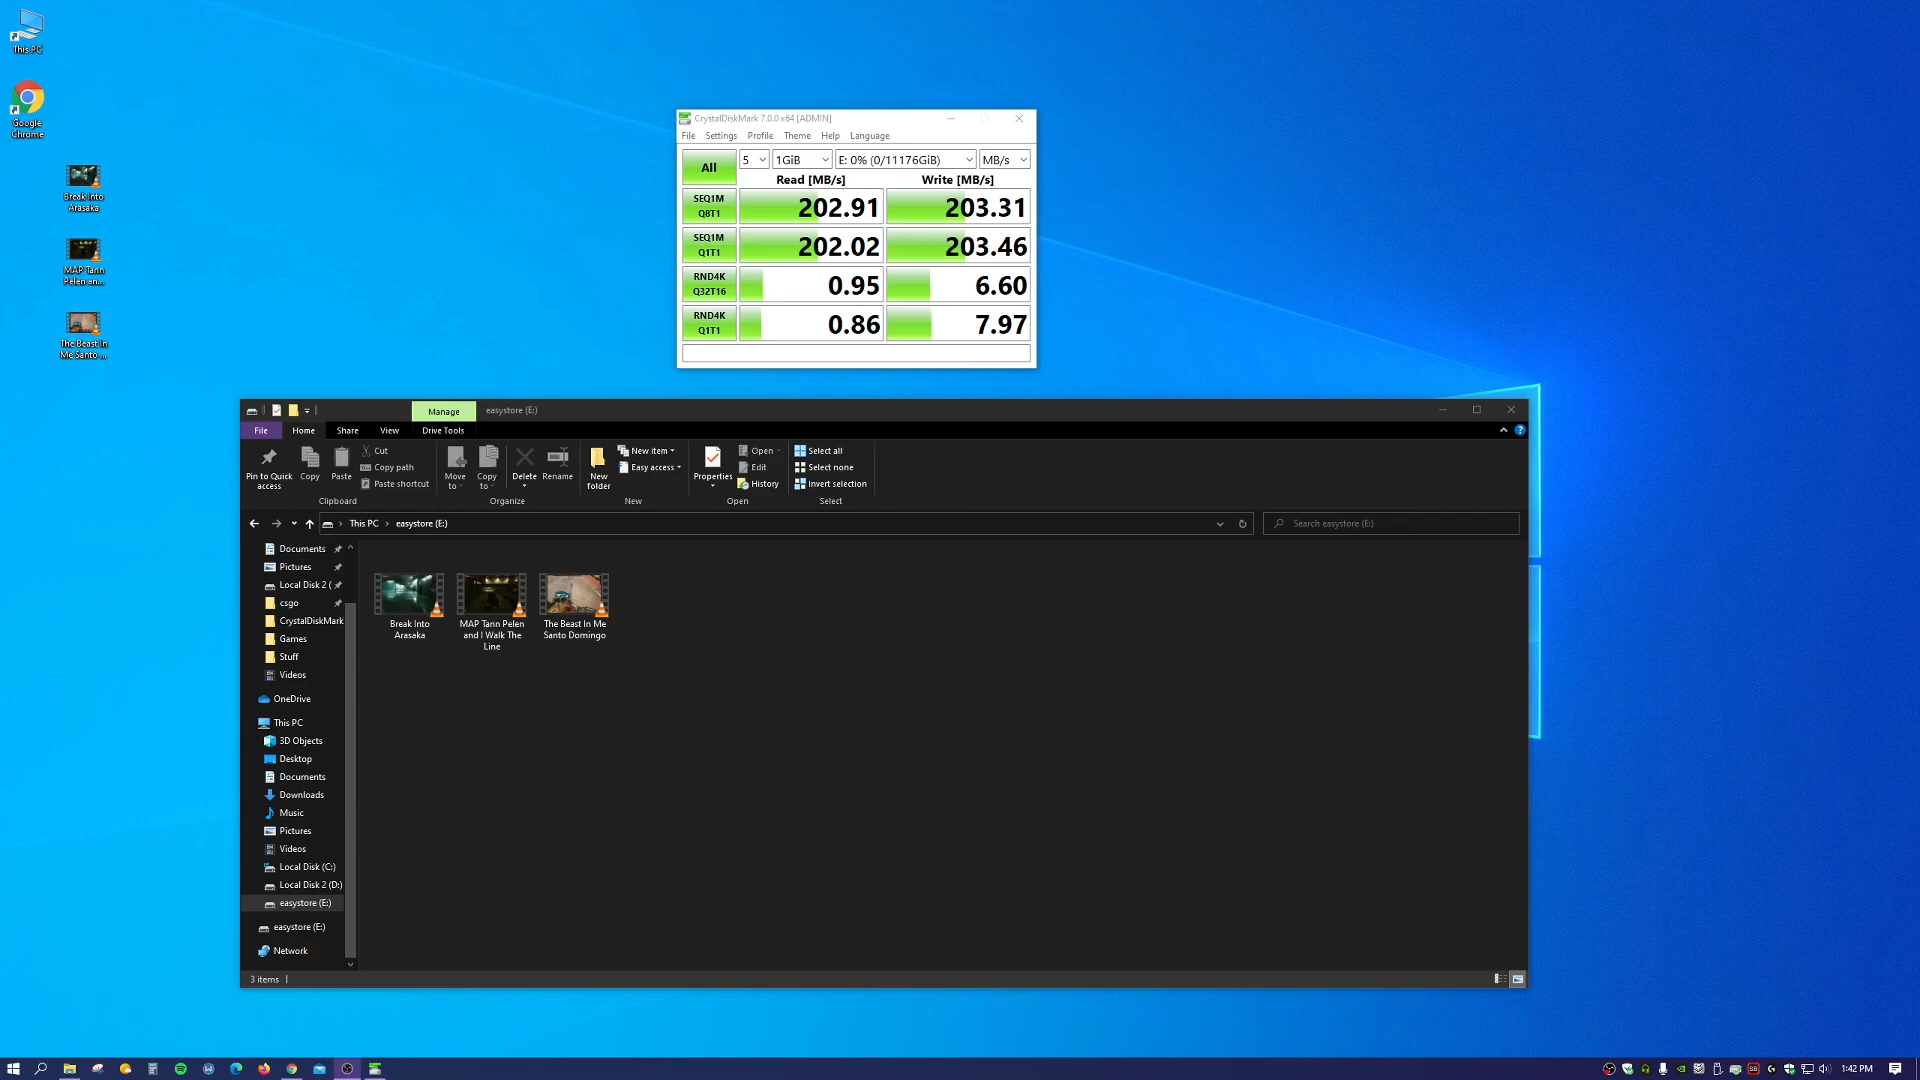 This PC
Google
Chrome
Break Into
Arasaka
MAP Tann
Pelen an...
The Beast In
Me Santo ...
CrystalDiskMark 7.0.0 x64 [ADMIN]
File Settings Profile Theme Help Language
All 5 1GiB E: 0% (0/11176GiB) MB/s
Read [MB/s] Write [MB/s]
SEQ1M
Q8T1
202.91 203.31
SEQ1M
Q1T1
202.02 203.46
RND4K
Q32T16
0.95 6.60
RND4K
Q1T1
0.86 7.97
Manage easystore (E:)
File Home Share View Drive Tools
Pin to Quick
access
Copy
Paste
Cut
Copy path
Paste shortcut
Clipboard
Move
to
Copy
to
Delete
Rename
Organize
New
folder
New item
Easy access
New
Properties
Open
Edit
History
Open
Select all
Select none
Invert selection
Select
This PC easystore (E:)
Search easystore (E:)
Documents
Pictures
Local Disk 2 (
csgo
CrystalDiskMark
Games
Stuff
Videos
OneDrive
This PC
3D Objects
Desktop
Documents
Downloads
Music
Pictures
Videos
Local Disk (C:)
Local Disk 2 (D:)
easystore (E:)
easystore (E:)
Network
Break Into
Arasaka
MAP Tann Pelen
and I Walk The
Line
The Beast In Me
Santo Domingo
3 items
1:42 PM